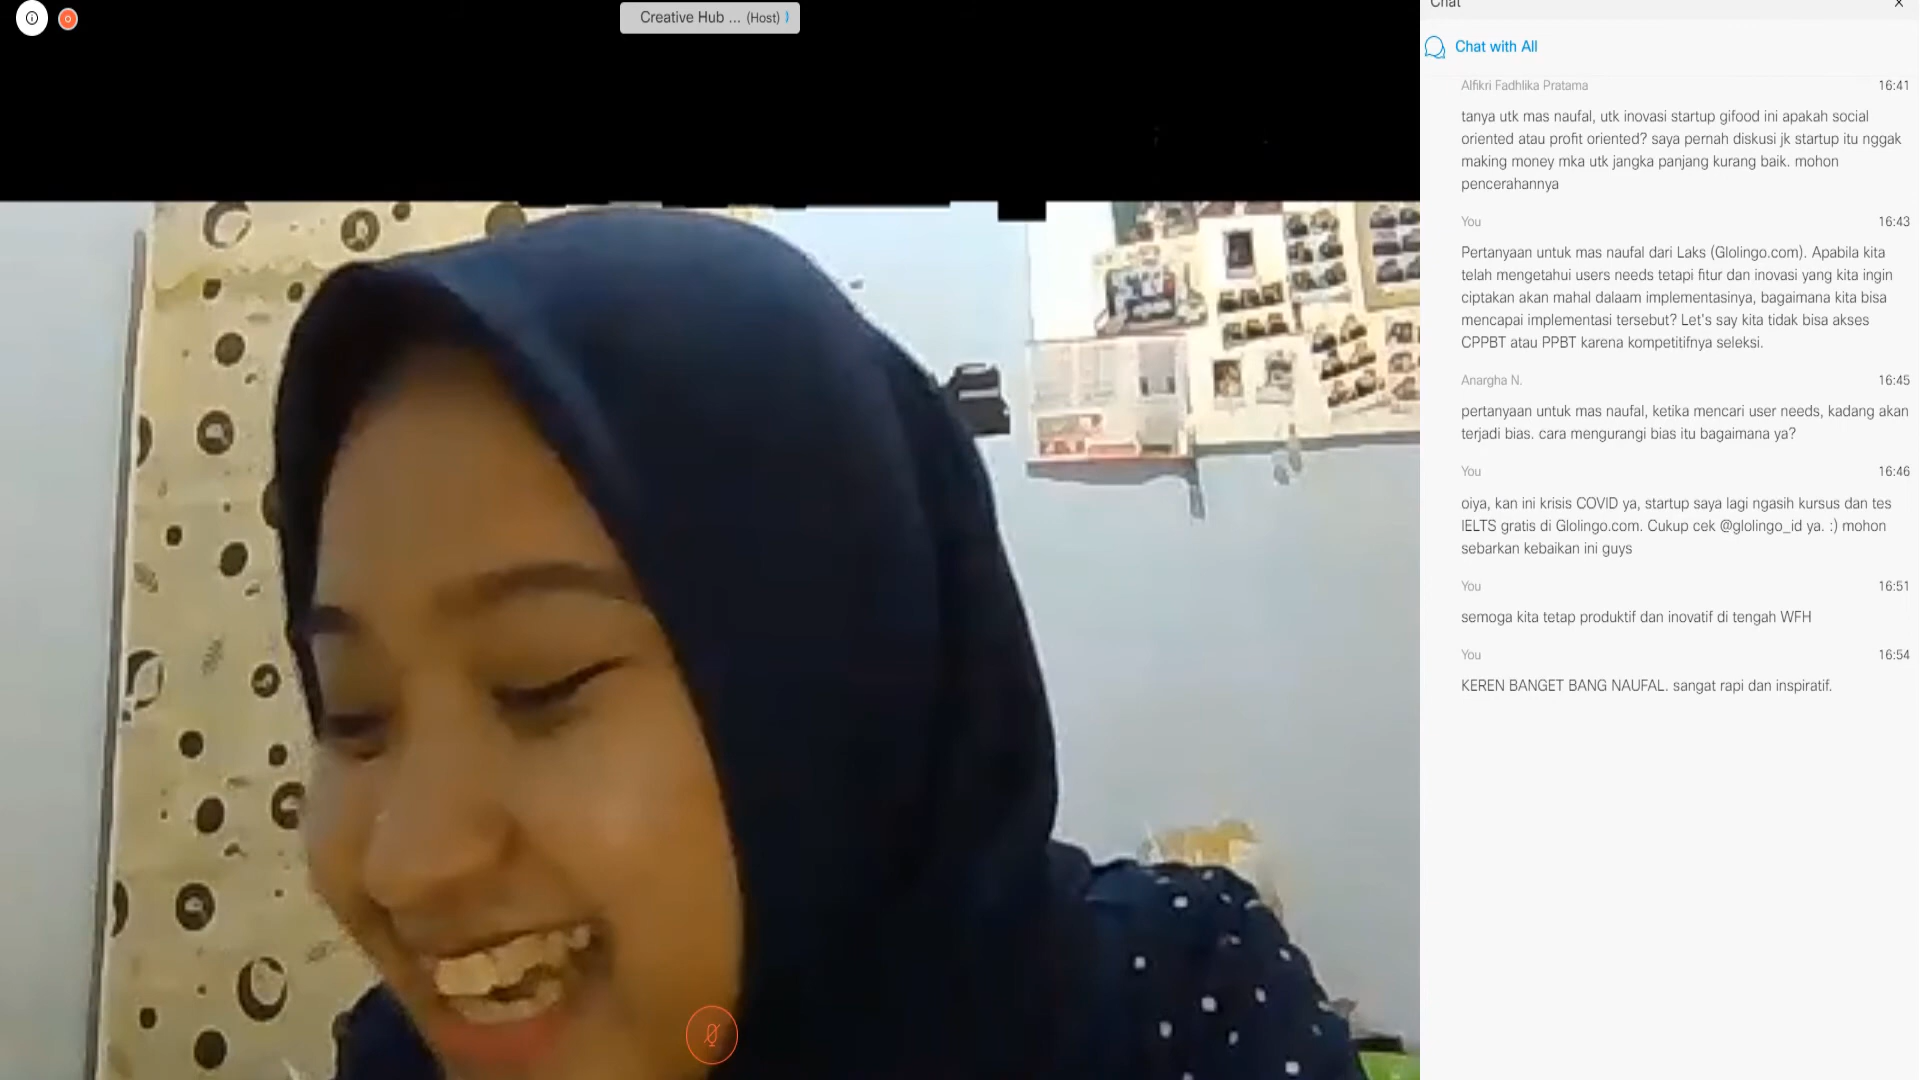 Creative Hub ... (Host)
Chat
x
Chat with All
Alfikri Fadhlika Pratama 16:41
tanya utk mas naufal, utk inovasi startup gifood ini apakah social
oriented atau profit oriented? saya pernah diskusi jk startup itu nggak
making money mka utk jangka panjang kurang baik. mohon
pencerahannya
You 16:43
Pertanyaan untuk mas naufal dari Laks (Glolingo.com). Apabila kita
telah mengetahui users needs tetapi fitur dan inovasi yang kita ingin
ciptakan akan mahal dalaam implementasinya, bagaimana kita bisa
mencapai implementasi tersebut? Let's say kita tidak bisa akses
CPPBT atau PPBT karena kompetitifnya seleksi.
Anargha N. 16:45
pertanyaan untuk mas naufal, ketika mencari user needs, kadang akan
terjadi bias. cara mengurangi bias itu bagaimana ya?
You 16:46
oiya, kan ini krisis COVID ya, startup saya lagi ngasih kursus dan tes
IELTS gratis di Glolingo.com. Cukup cek @glolingo_id ya. :) mohon
sebarkan kebaikan ini guys
You 16:51
semoga kita tetap produktif dan inovatif di tengah WFH
You 16:54
KEREN BANGET BANG NAUFAL. sangat rapi dan inspiratif.